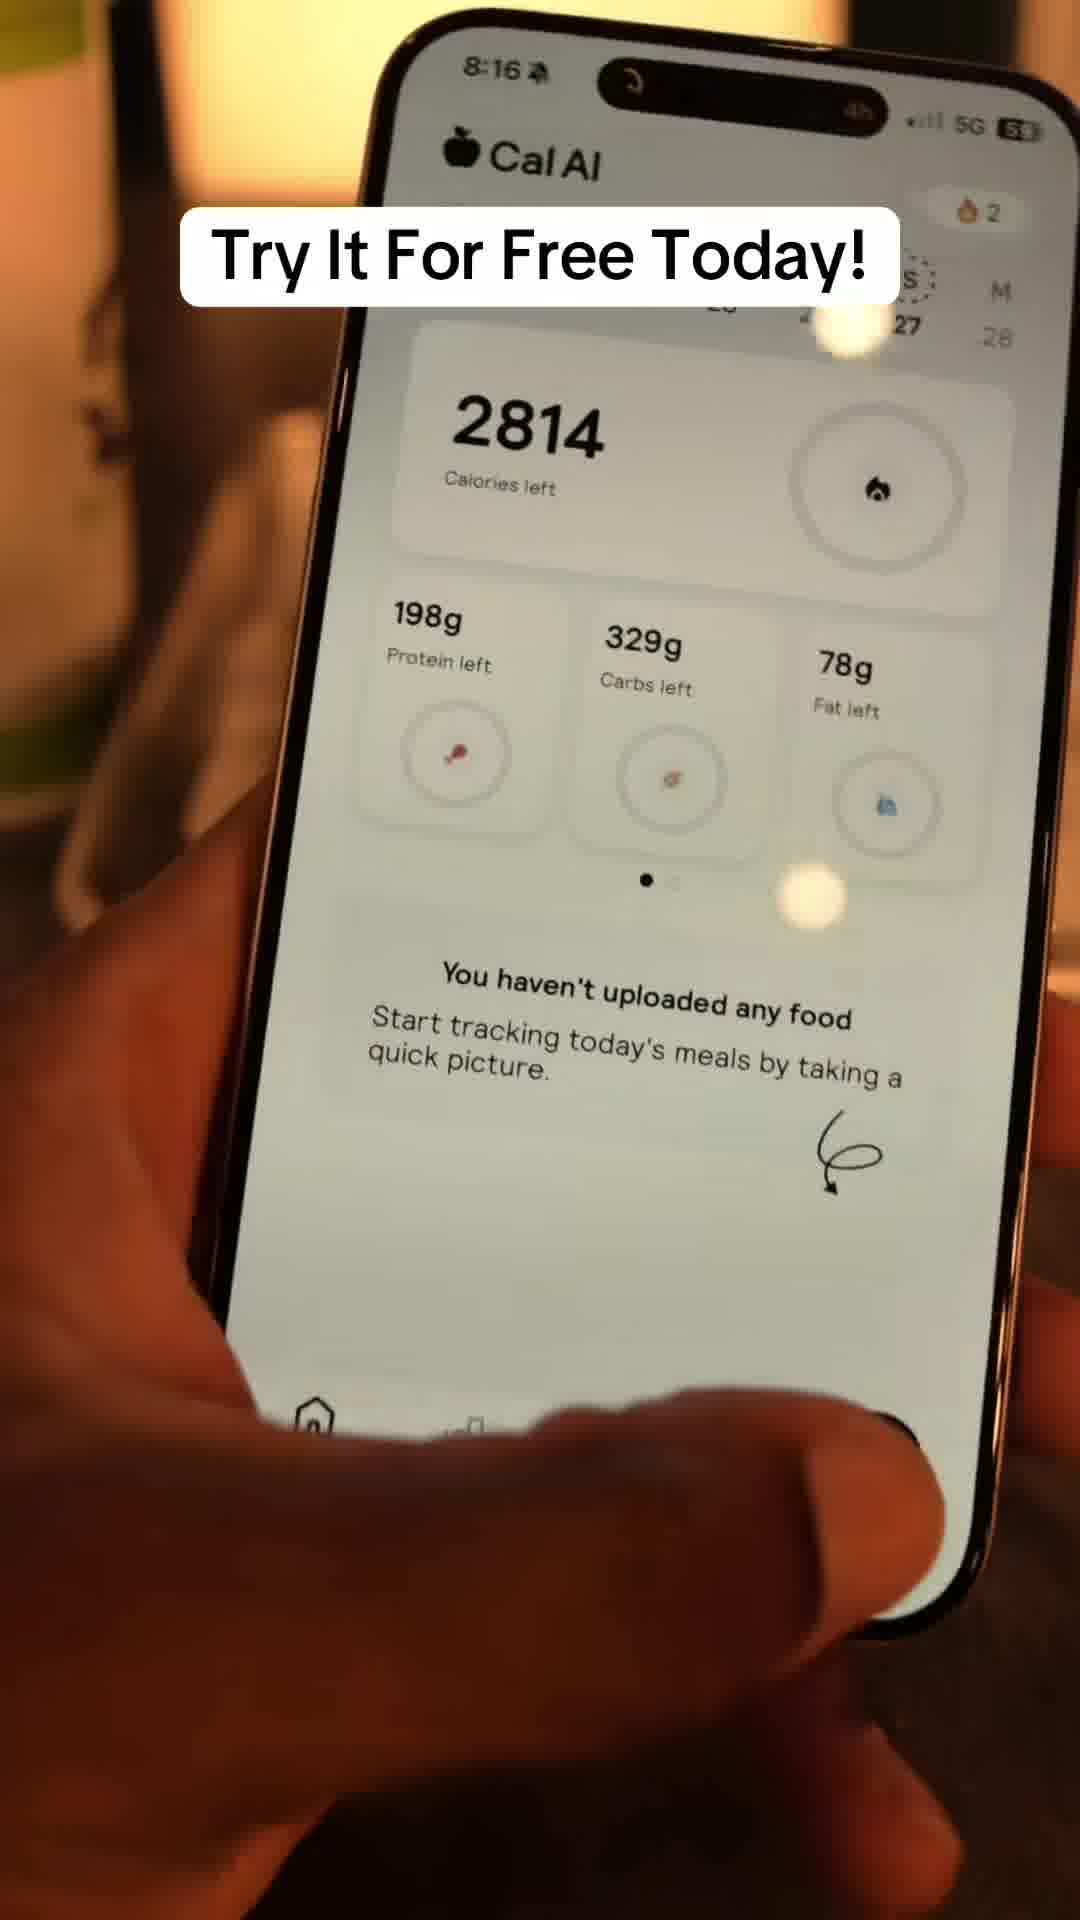 8:16
4h
5G 59
Cal AI
2
Try It For Free Today!
S
M
27
28
2814
Calories left
198g
Protein left
329g
Carbs left
78g
Fat left
You haven't uploaded any food
Start tracking today's meals by taking a
quick picture.